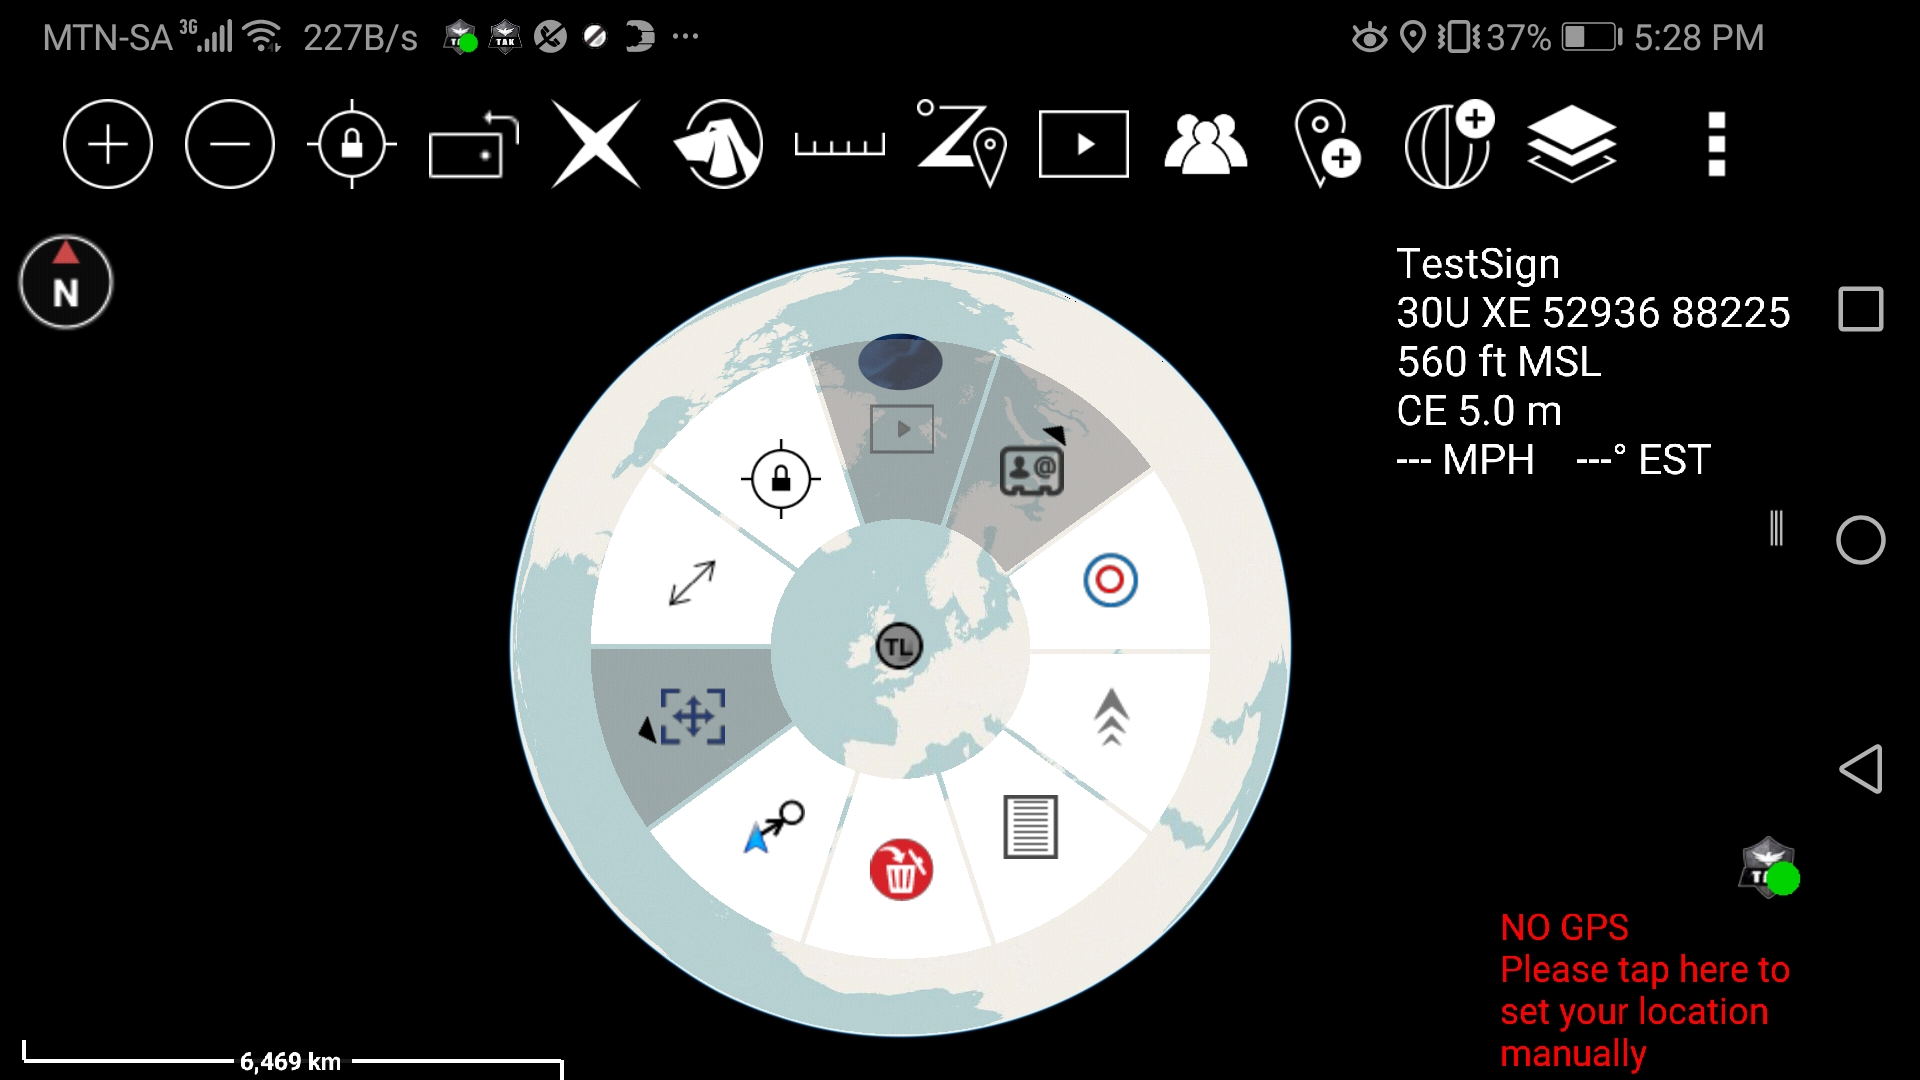 MTN-SA 3G 227B/s TAK ... 37% 5:28 PM
N
TestSign
30U XE 52936 88225
560 ft MSL
CE 5.0 m
--- MPH ---° EST
@
TL
NO GPS
Please tap here to
set your location
manually
6,469 km